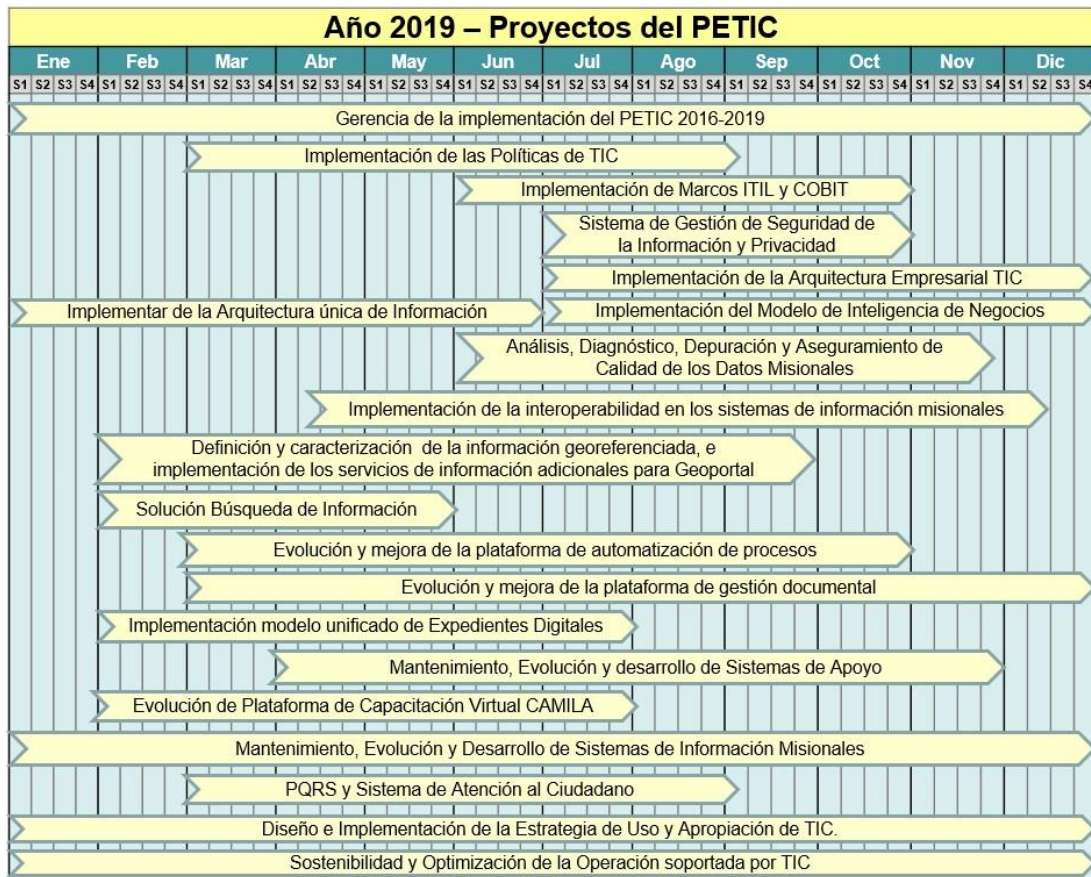 Año 2019 – Proyectos del PETIC
Ene Feb Mar Abr May Jun Jul Ago Sep Oct Nov Dic
S1 S2 S3 S4 S1 S2 S3 S4 S1 S2 S3 S4 S1 S2 S3 S4 S1 S2 S3 S4 S1 S2 S3 S4 S1 S2 S3 S4 S1 S2 S3 S4 S1 S2 S3 S4 S1 S2 S3 S4 S1 S2 S3 S4 S1 S2 S3 S4
Gerencia de la implementación del PETIC 2016-2019
Implementación de las Políticas de TIC
Implementación de Marcos ITIL y COBIT
Sistema de Gestión de Seguridad de
la Información y Privacidad
Implementación de la Arquitectura Empresarial TIC
Implementar de la Arquitectura única de Información
Implementación del Modelo de Inteligencia de Negocios
Análisis, Diagnóstico, Depuración y Aseguramiento de
Calidad de los Datos Misionales
Implementación de la interoperabilidad en los sistemas de información misionales
Definición y caracterización de la información georeferenciada, e
implementación de los servicios de información adicionales para Geoportal
Solución Búsqueda de Información
Evolución y mejora de la plataforma de automatización de procesos
Evolución y mejora de la plataforma de gestión documental
Implementación modelo unificado de Expedientes Digitales
Mantenimiento, Evolución y desarrollo de Sistemas de Apoyo
Evolución de Plataforma de Capacitación Virtual CAMILA
Mantenimiento, Evolución y Desarrollo de Sistemas de Información Misionales
PQRS y Sistema de Atención al Ciudadano
Diseño e Implementación de la Estrategia de Uso y Apropiación de TIC.
Sostenibilidad y Optimización de la Operación soportada por TIC